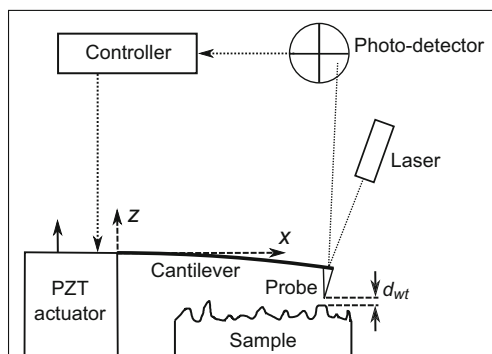 Controller
Photo-detector
Laser
z
x
Cantilever
Probe
d_wt
PZT
actuator
Sample